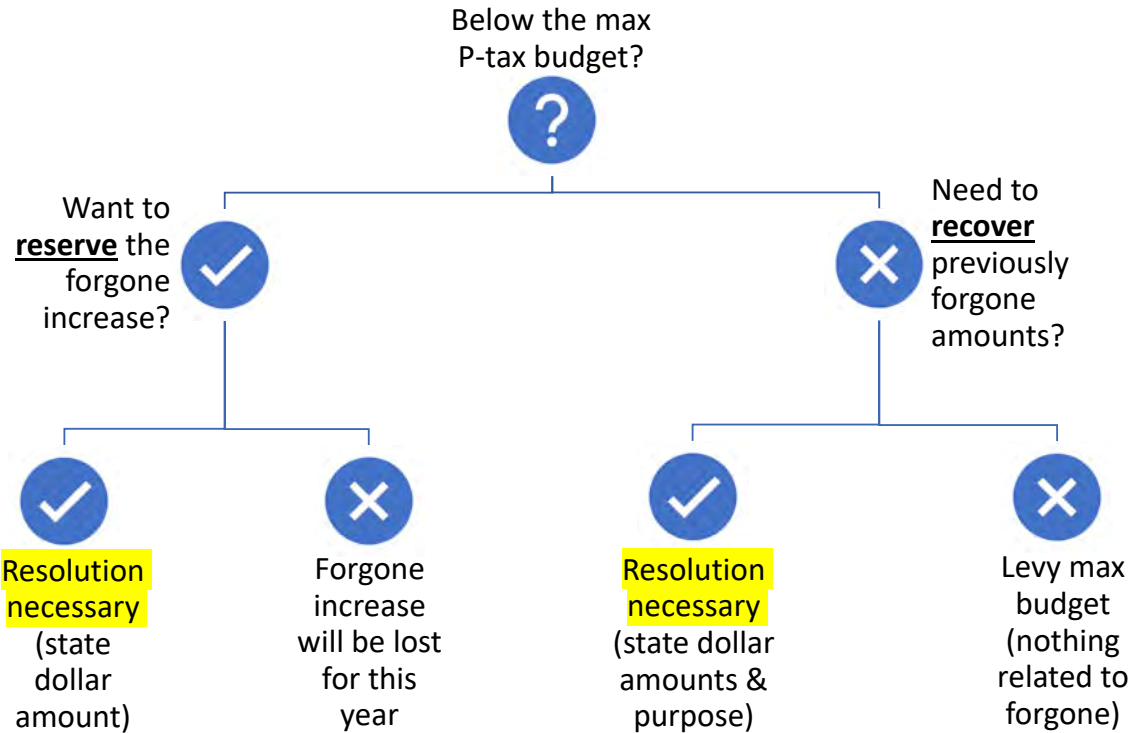 Below the max
P-tax budget?
?
Want to
reserve the
forgone
increase?
Need to
recover
previously
forgone
amounts?
Resolution
necessary
(state
dollar
amount)
Forgone
increase
will be lost
for this
year
Resolution
necessary
(state dollar
amounts &
purpose)
Levy max
budget
(nothing
related to
forgone)